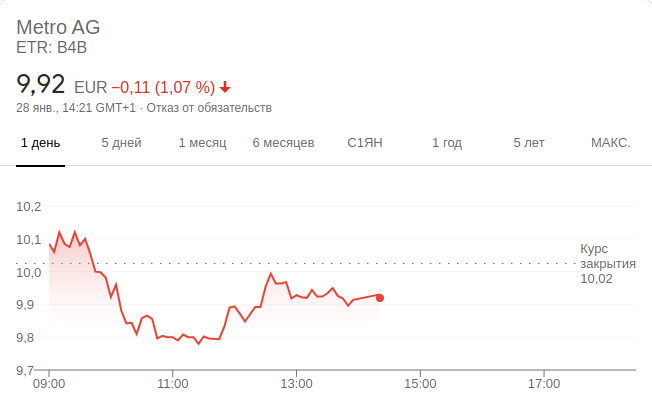 Metro AG
ETR: B4B
9,92 EUR −0,11 (1,07 %)
28 янв., 14:21 GMT+1 · Отказ от обязательств
1 день 5 дней 1 месяц 6 месяцев С1ЯН 1 год 5 лет МАКС.
10,2
10,1
Курс
закрытия
10,02
10,0
9,9
9,8
9,7
09:00 11:00 13:00 15:00 17:00